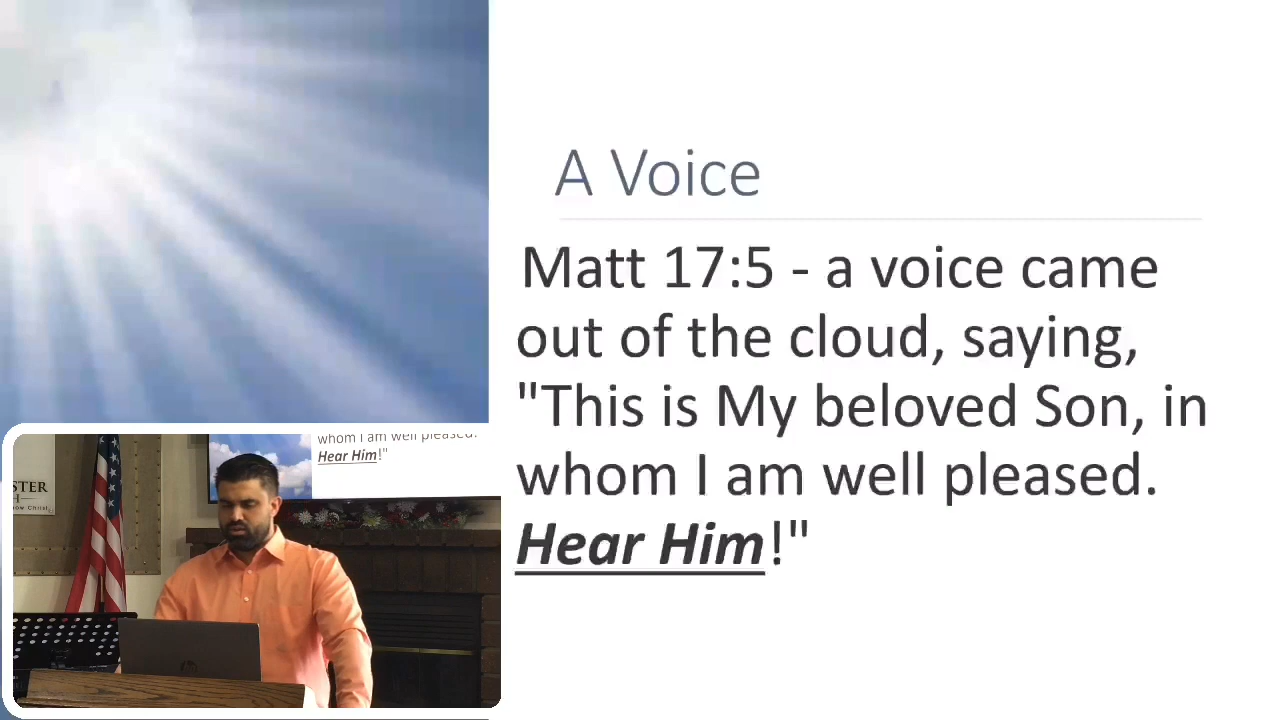 A Voice
Matt 17:5 - a voice came
out of the cloud, saying,
"This is My beloved Son, in
whom I am well pleased.
Hear Him!"
whom I am well pleased.
Hear Him!"
STER